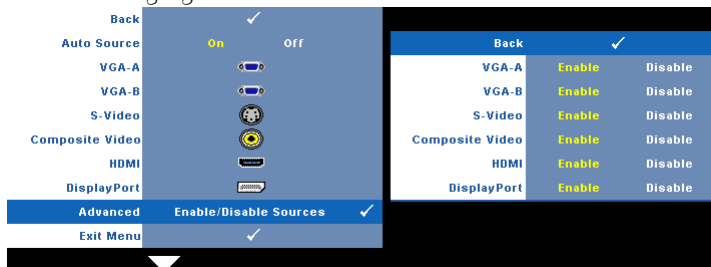 Back
Auto Source On Off
VGA-A
VGA-B
S-Video
Composite Video
HDMI
DisplayPort
Advanced Enable/Disable Sources
Exit Menu
Back
VGA-A Enable Disable
VGA-B Enable Disable
S-Video Enable Disable
Composite Video Enable Disable
HDMI Enable Disable
DisplayPort Enable Disable